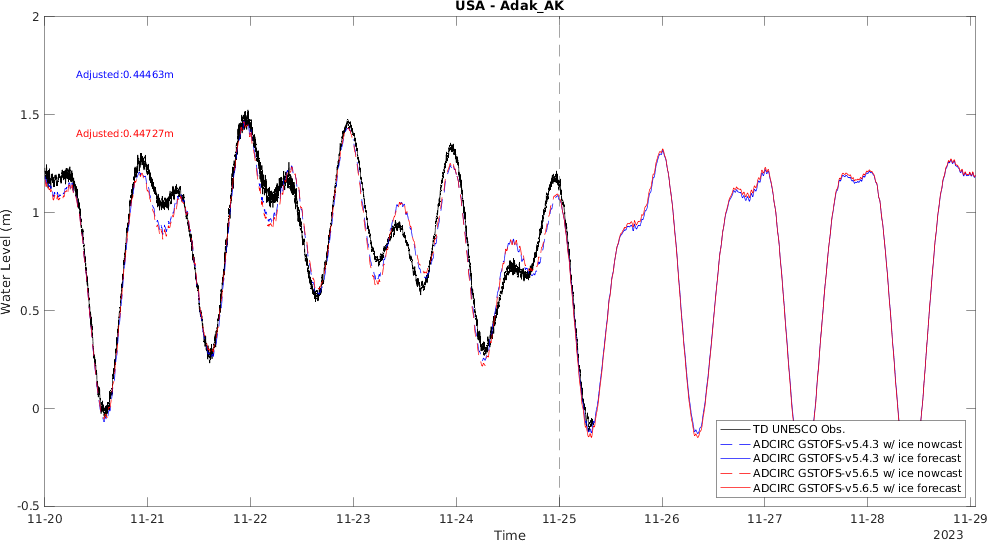 USA - Adak_AK
2
1.5
1
0.5
0
-0.5
Water Level (m)
Adjusted:0.44463m
Adjusted:0.44727m
TD UNESCO Obs.
ADCIRC GSTOFS-v5.4.3 w/ ice nowcast
ADCIRC GSTOFS-v5.4.3 w/ ice forecast
ADCIRC GSTOFS-v5.6.5 w/ ice nowcast
ADCIRC GSTOFS-v5.6.5 w/ ice forecast
11-20 11-21 11-22 11-23 11-24 11-25 11-26 11-27 11-28 11-29
Time
2023